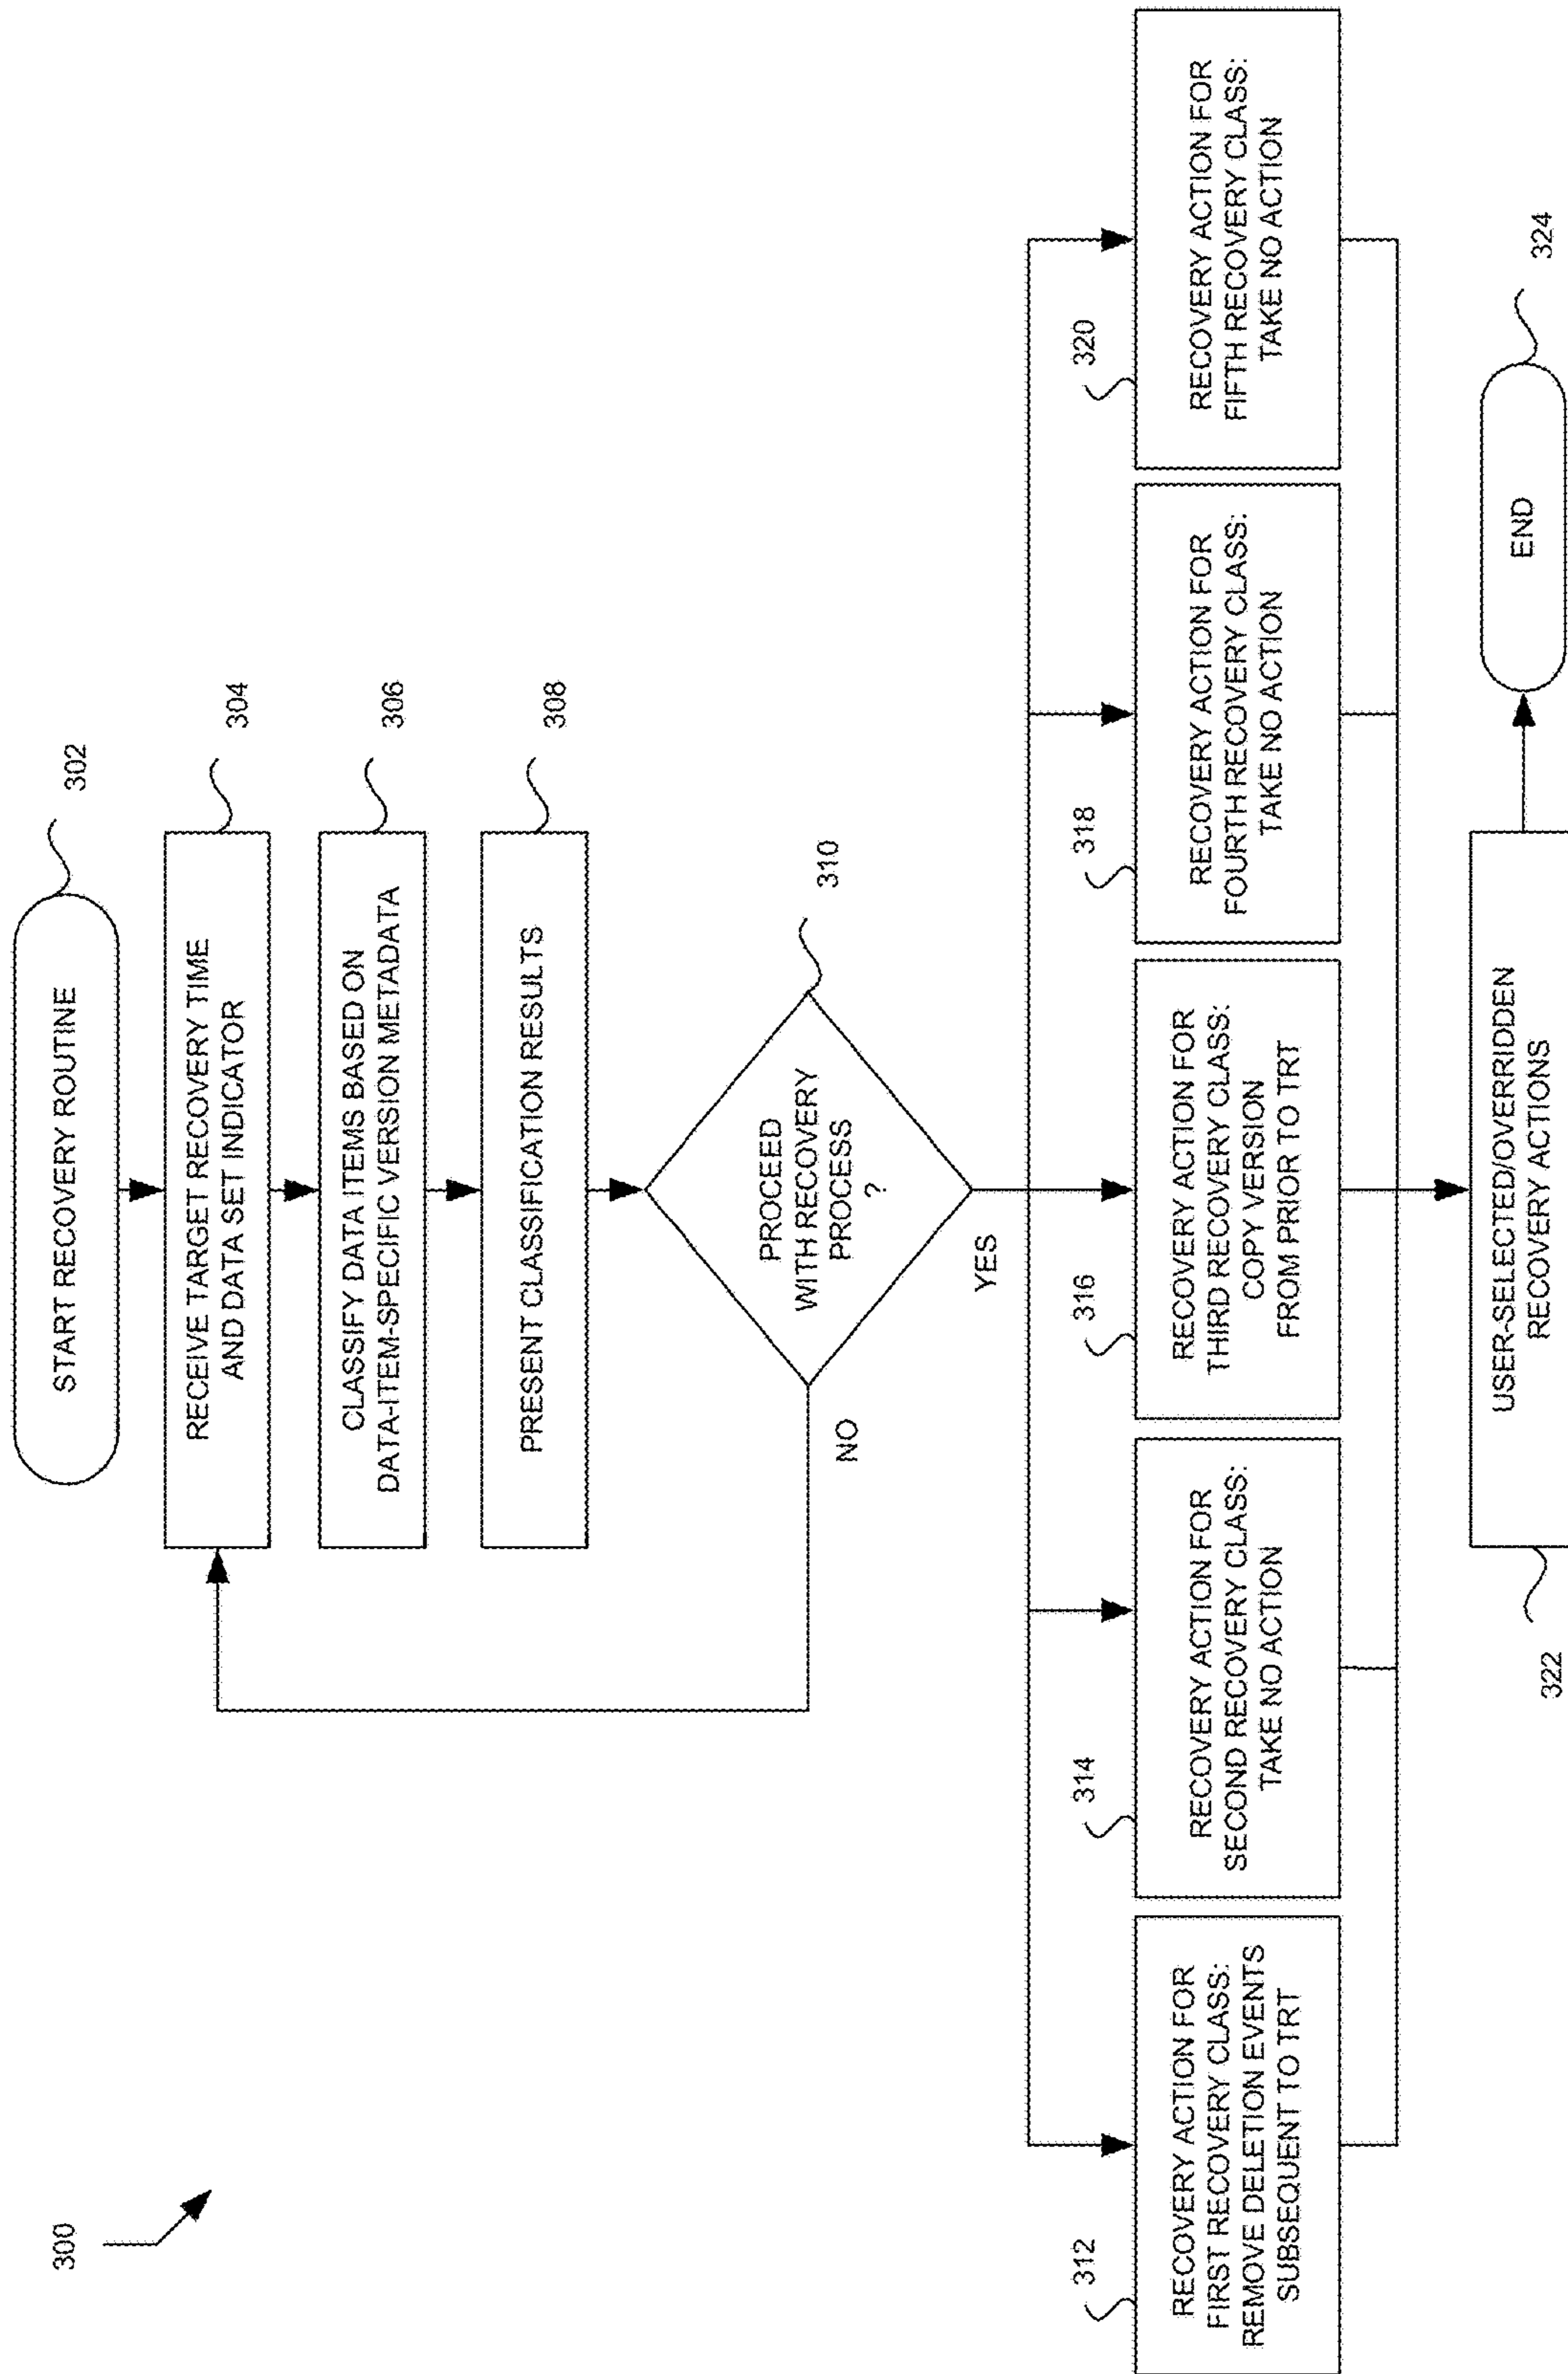 300
START RECOVERY ROUTINE
302
RECEIVE TARGET RECOVERY TIME
AND DATA SET INDICATOR
304
CLASSIFY DATA ITEMS BASED ON
DATA-ITEM-SPECIFIC VERSION METADATA
306
PRESENT CLASSIFICATION RESULTS
308
PROCEED
WITH RECOVERY
PROCESS
?
310
NO
YES
312
RECOVERY ACTION FOR
FIRST RECOVERY CLASS:
REMOVE DELETION EVENTS
SUBSEQUENT TO TRT
314
RECOVERY ACTION FOR
SECOND RECOVERY CLASS:
TAKE NO ACTION
316
RECOVERY ACTION FOR
THIRD RECOVERY CLASS:
COPY VERSION
FROM PRIOR TO TRT
318
RECOVERY ACTION FOR
FOURTH RECOVERY CLASS:
TAKE NO ACTION
320
RECOVERY ACTION FOR
FIFTH RECOVERY CLASS:
TAKE NO ACTION
322
USER-SELECTED/OVERRIDDEN
RECOVERY ACTIONS
END
324